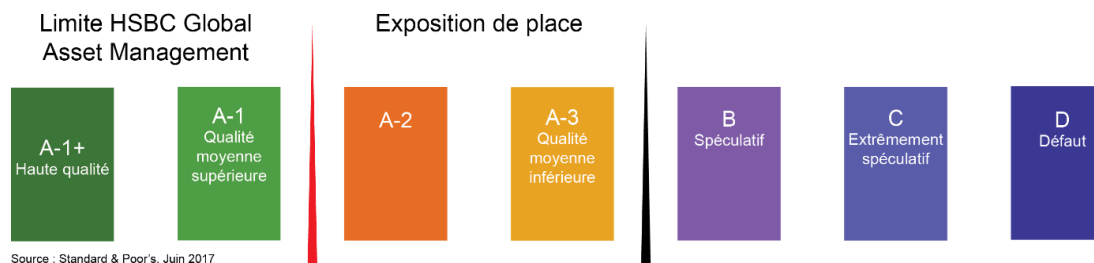 Limite HSBC Global
Asset Management
Exposition de place
A-1+
Haute qualité
A-1
Qualité
moyenne
supérieure
A-2
A-3
Qualité
moyenne
inférieure
B
Spéculatif
C
Extrêmement
spéculatif
D
Défaut
Source : Standard & Poor's, Juin 2017